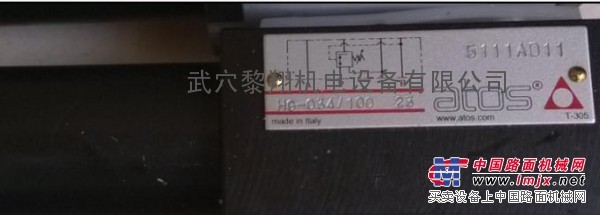 5111AD11
武穴黎翔机电设备有限公司
HG-034/100 23
atos®
made in Italy
www.atos.com
T-305
中国路面机械网
www.lmjx.net
买卖设备上中国路面机械网